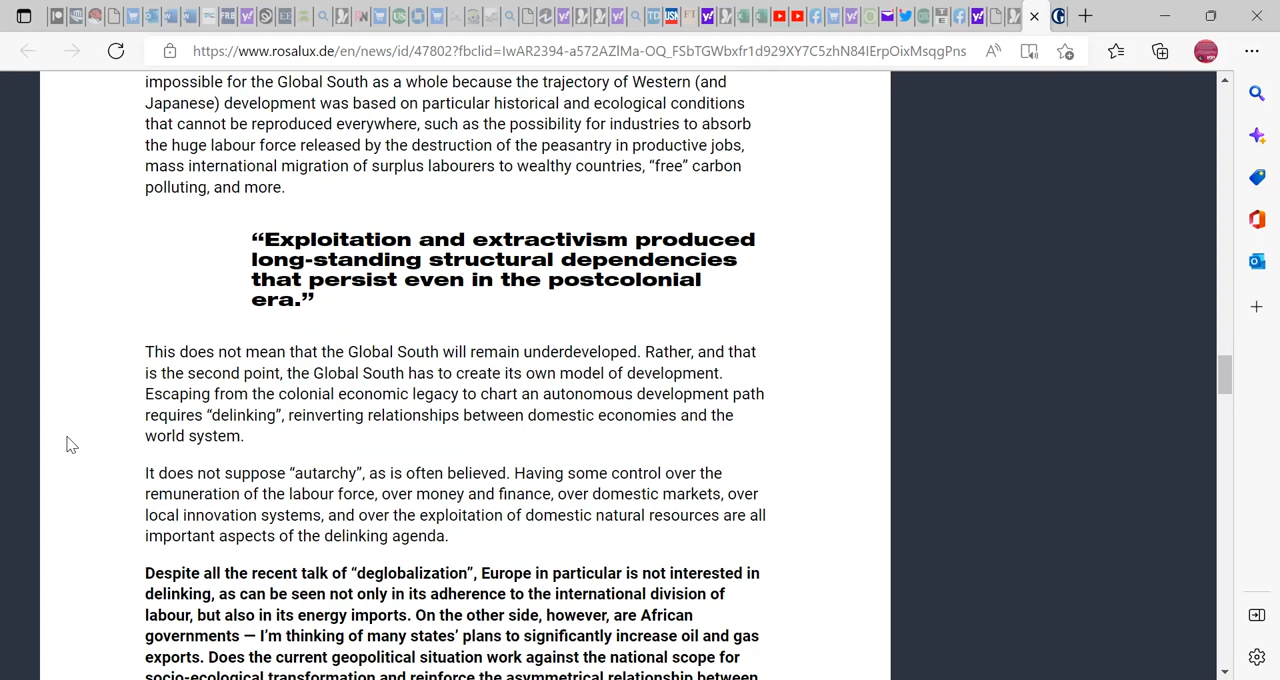 https://www.rosalux.de/en/news/id/47802?fbclid=IwAR2394-a572AZlMa-OQ_FSbTGWbxfr1d929XY7C5zhN84IErpOixMsqgPns
impossible for the Global South as a whole because the trajectory of Western (and
Japanese) development was based on particular historical and ecological conditions
that cannot be reproduced everywhere, such as the possibility for industries to absorb
the huge labour force released by the destruction of the peasantry in productive jobs,
mass international migration of surplus labourers to wealthy countries, “free” carbon
polluting, and more.
“Exploitation and extractivism produced
long-standing structural dependencies
that persist even in the postcolonial
era.”
This does not mean that the Global South will remain underdeveloped. Rather, and that
is the second point, the Global South has to create its own model of development.
Escaping from the colonial economic legacy to chart an autonomous development path
requires “delinking”, reinverting relationships between domestic economies and the
world system.
It does not suppose “autarchy”, as is often believed. Having some control over the
remuneration of the labour force, over money and finance, over domestic markets, over
local innovation systems, and over the exploitation of domestic natural resources are all
important aspects of the delinking agenda.
Despite all the recent talk of “deglobalization”, Europe in particular is not interested in
delinking, as can be seen not only in its adherence to the international division of
labour, but also in its energy imports. On the other side, however, are African
governments — I’m thinking of many states’ plans to significantly increase oil and gas
exports. Does the current geopolitical situation work against the national scope for
socio-ecological transformation and reinforce the asymmetrical relationship between